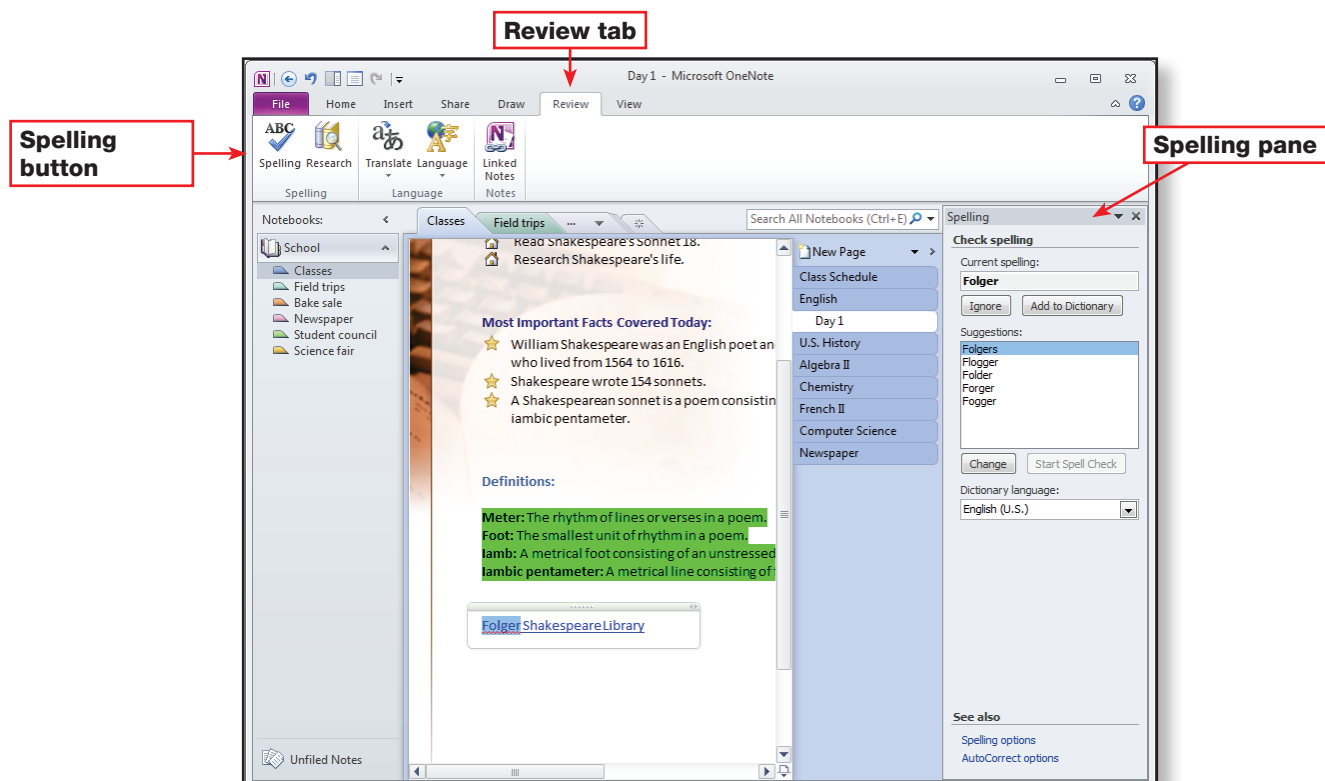 Review tab
Day 1 - Microsoft OneNote
File Home Insert Share Draw Review View
Spelling button
ABC
Spelling Research Translate Language Linked Notes
Spelling Language Notes
Spelling pane
Notebooks:
School
Classes
Field trips
Bake sale
Newspaper
Student council
Science fair
Unfiled Notes
Classes Field trips ...
Search All Notebooks (Ctrl+E)
Read Shakespeare's Sonnet 18.
Research Shakespeare's life.
Most Important Facts Covered Today:
William Shakespeare was an English poet an
who lived from 1564 to 1616.
Shakespeare wrote 154 sonnets.
A Shakespearean sonnet is a poem consistin
iambic pentameter.
Definitions:
Meter: The rhythm of lines or verses in a poem.
Foot: The smallest unit of rhythm in a poem.
Iamb: A metrical foot consisting of an unstressed
Iambic pentameter: A metrical line consisting of
Folger Shakespeare Library
New Page
Class Schedule
English
Day 1
U.S. History
Algebra II
Chemistry
French II
Computer Science
Newspaper
Spelling
Check spelling
Current spelling:
Folger
Ignore Add to Dictionary
Suggestions:
Folgers
Flogger
Folder
Forger
Fogger
Change Start Spell Check
Dictionary language:
English (U.S.)
See also
Spelling options
AutoCorrect options